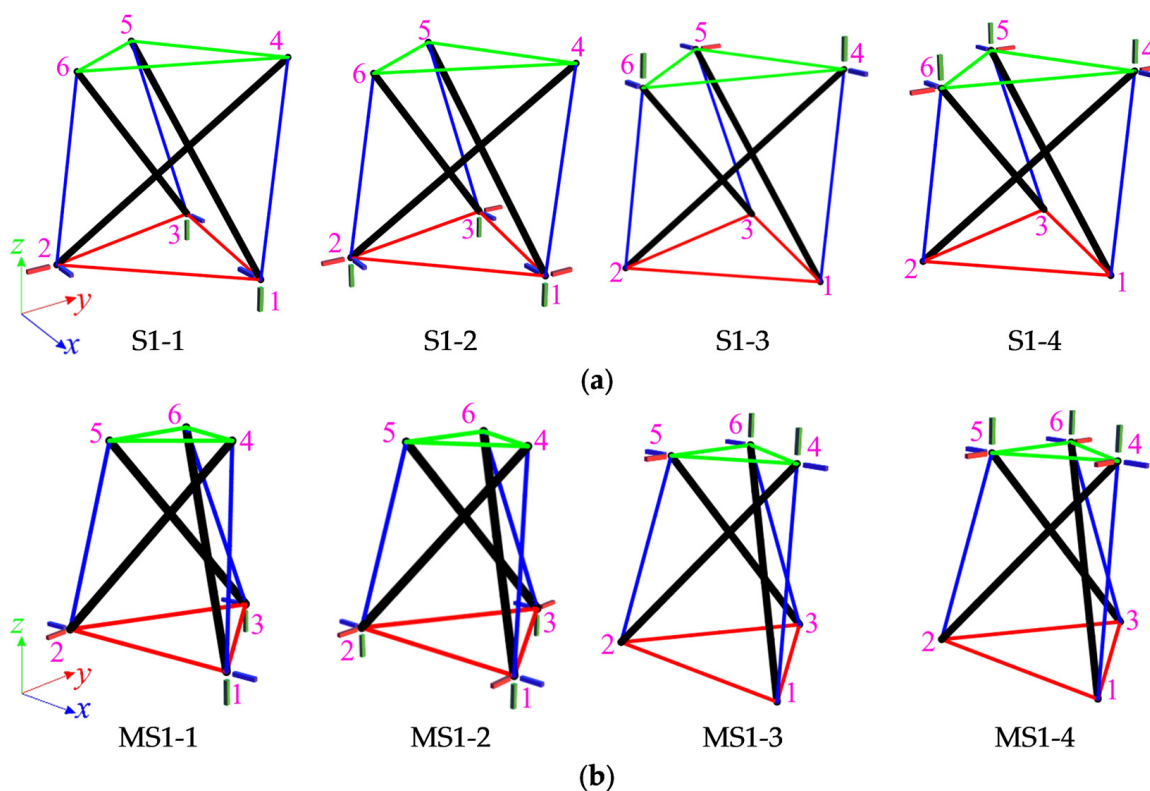 5 4 6 2 3 1 z y x
5 4 6 2 3 1
5 4 6 3 2 1
5 4 6 3 2 1
S1-1 S1-2 S1-3 S1-4
(a)
5 6 4 2 3 1 z y x
5 6 4 2 3 1
5 6 4 2 3 1
5 6 4 2 3 1
MS1-1 MS1-2 MS1-3 MS1-4
(b)